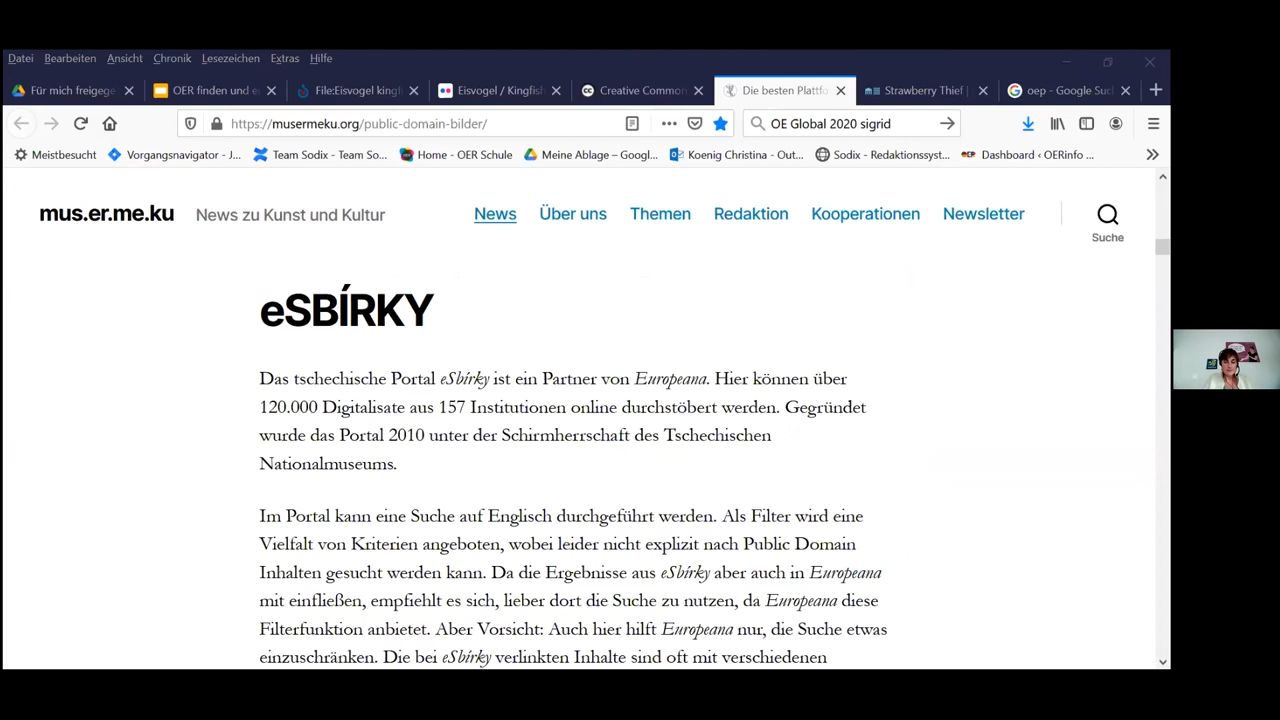 Datei Bearbeiten Ansicht Chronik Lesezeichen Extras Hilfe
Für mich freigege OER finden und e File:Eisvogel kingf Eisvogel / Kingfish Creative Common Die besten Plattfo Strawberry Thief | oep - Google Suc
https://musermeku.org/public-domain-bilder/ OE Global 2020 sigrid
Meistbesucht Vorgangsnavigator - J... Team Sodix - Team So... Home - OER Schule Meine Ablage – Googl... Koenig Christina - Out... Sodix - Redaktionssyst... Dashboard ‹ OERinfo ...
mus.er.me.ku News zu Kunst und Kultur News Über uns Themen Redaktion Kooperationen Newsletter
Suche
eSBÍRKY
Das tschechische Portal eSbírky ist ein Partner von Europeana. Hier können über
120.000 Digitalisate aus 157 Institutionen online durchstöbert werden. Gegründet
wurde das Portal 2010 unter der Schirmherrschaft des Tschechischen
Nationalmuseums.
Im Portal kann eine Suche auf Englisch durchgeführt werden. Als Filter wird eine
Vielfalt von Kriterien angeboten, wobei leider nicht explizit nach Public Domain
Inhalten gesucht werden kann. Da die Ergebnisse aus eSbírky aber auch in Europeana
mit einfließen, empfiehlt es sich, lieber dort die Suche zu nutzen, da Europeana diese
Filterfunktion anbietet. Aber Vorsicht: Auch hier hilft Europeana nur, die Suche etwas
einzuschränken. Die bei eSbírky verlinkten Inhalte sind oft mit verschiedenen